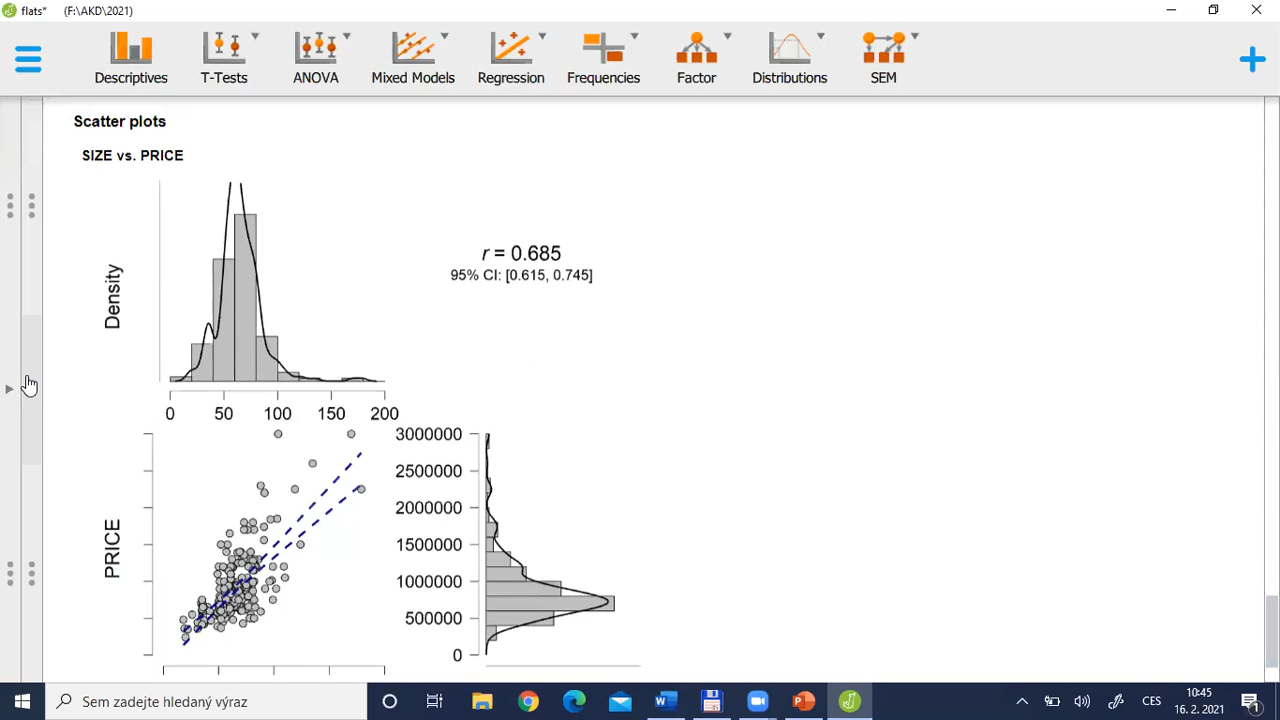 flats* (F:\AKD\2021)
Descriptives T-Tests ANOVA Mixed Models Regression Frequencies Factor Distributions SEM
Scatter plots
SIZE vs. PRICE
Density
r = 0.685
95% CI: [0.615, 0.745]
0 50 100 150 200
PRICE
3000000
2500000
2000000
1500000
1000000
500000
0
Sem zadejte hledaný výraz
CES
10:45
16. 2. 2021
1